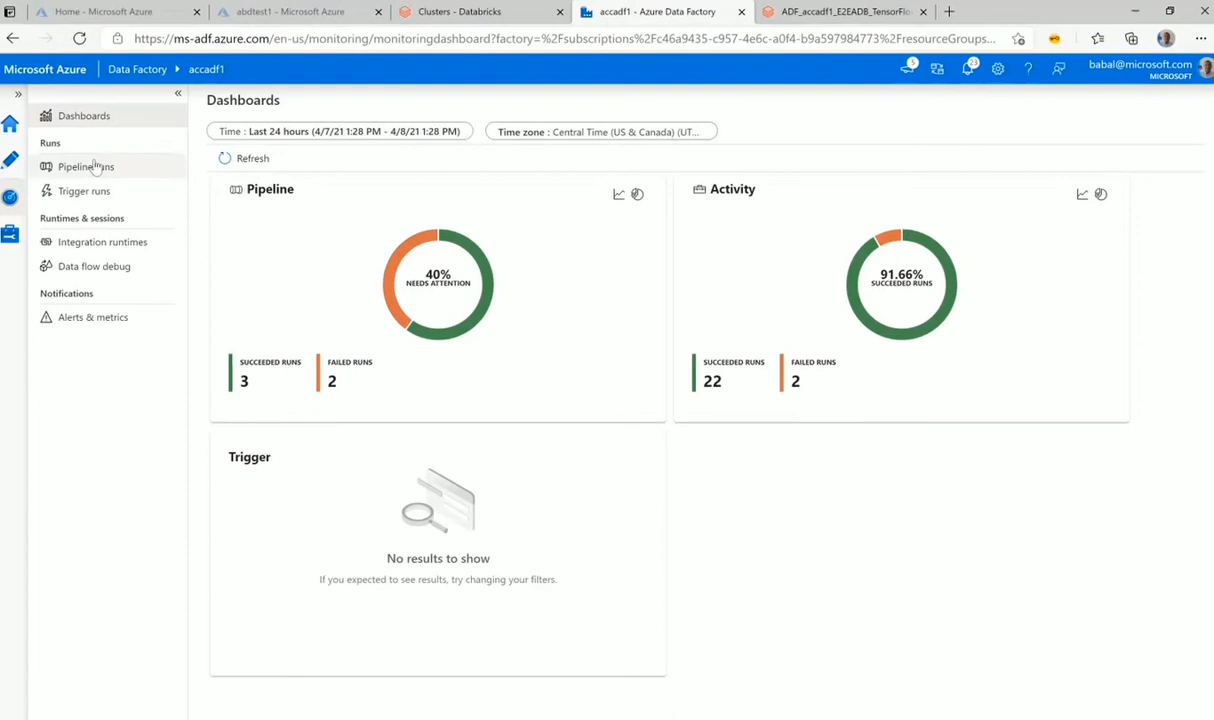 Home - Microsoft Azure
abdtest1 - Microsoft Azure
Clusters - Databricks
accadf1 - Azure Data Factory
ADF_accadf1_E2EADB_TensorFlo
https://ms-adf.azure.com/en-us/monitoring/monitoringdashboard?factory=%2Fsubscriptions%2Fc46a9435-c957-4e6c-a0f4-b9a597984773%2FresourceGroups...
Microsoft Azure
Data Factory
accadf1
5
23
babal@microsoft.com
MICROSOFT
Dashboards
Runs
Pipeline runs
Trigger runs
Runtimes & sessions
Integration runtimes
Data flow debug
Notifications
Alerts & metrics
Dashboards
Time : Last 24 hours (4/7/21 1:28 PM - 4/8/21 1:28 PM)
Time zone : Central Time (US & Canada) (UT...
Refresh
Pipeline
40%
NEEDS ATTENTION
SUCCEEDED RUNS
3
FAILED RUNS
2
Activity
91.66%
SUCCEEDED RUNS
SUCCEEDED RUNS
22
FAILED RUNS
2
Trigger
No results to show
If you expected to see results, try changing your filters.